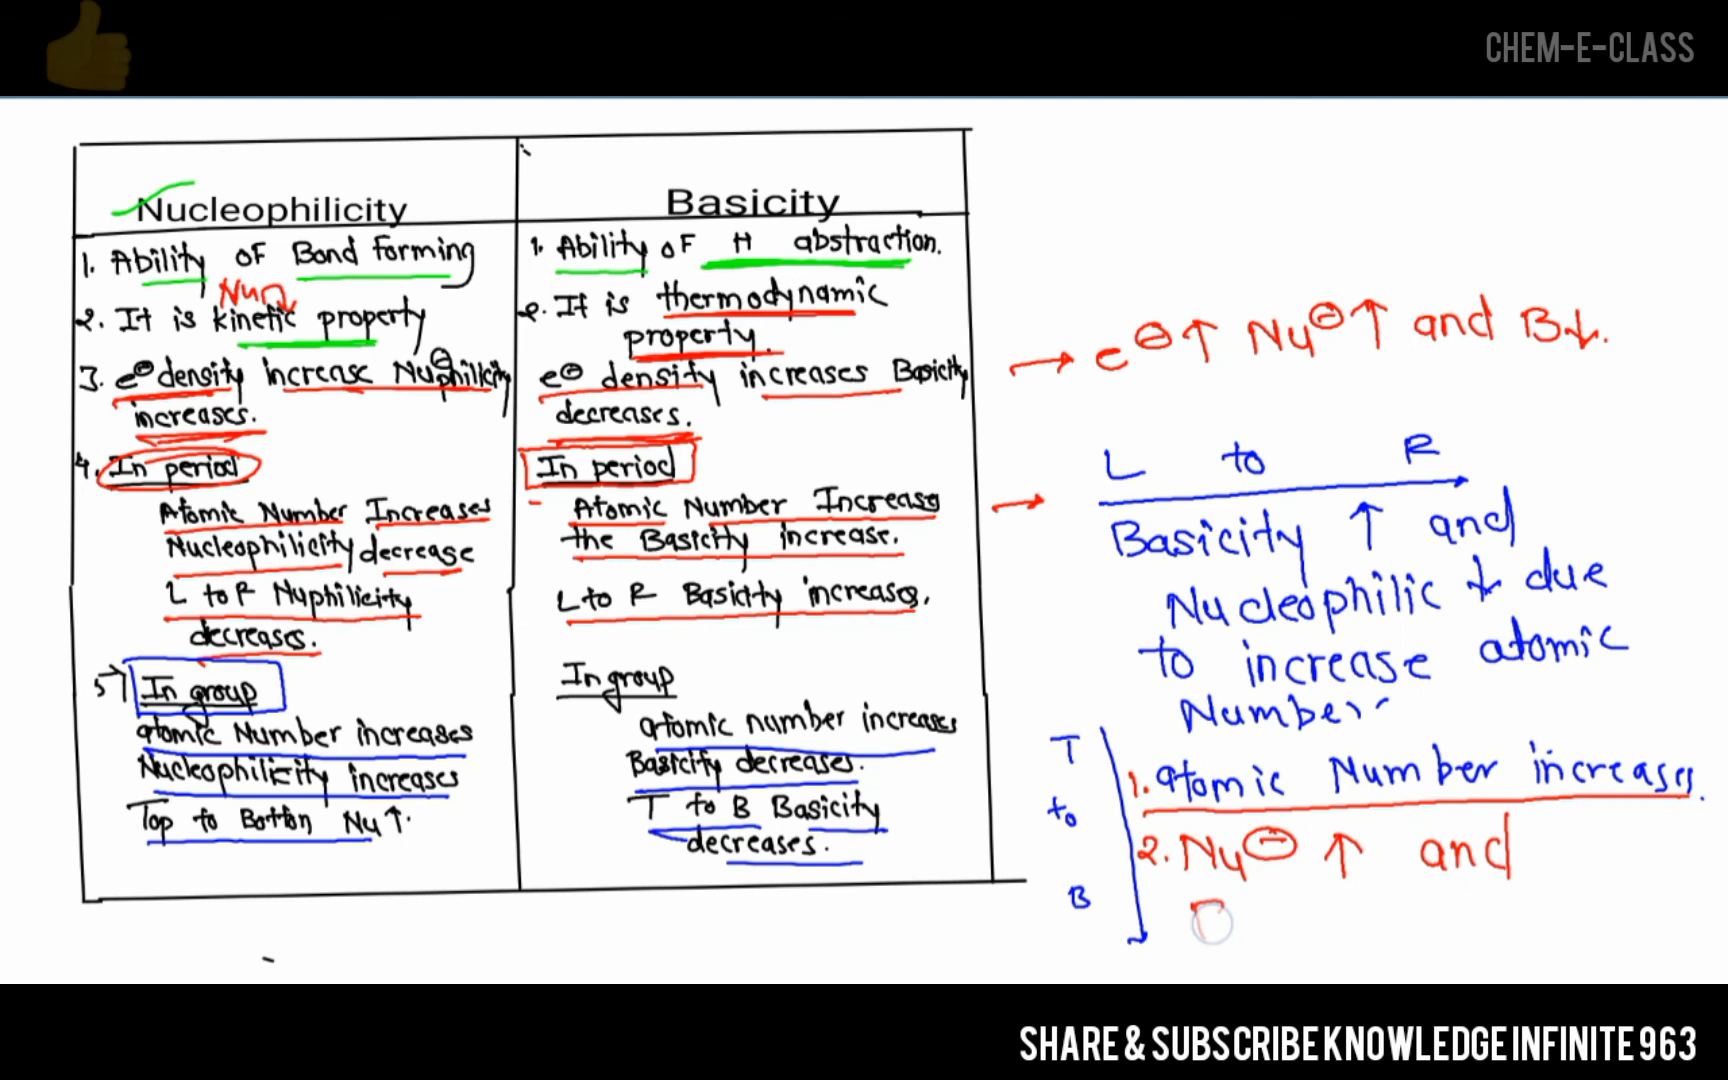 CHEM-E-CLASS
Nucleophilicity
1. Ability of Bond forming
Nu
2. It is kinetic property
3. e⊖ density increase Nu⊖philicity
increases.
4. In period
Atomic Number Increases
Nucleophilicity decrease
L to R Nuphilicity
decreases.
5→ In group
atomic Number increases
Nucleophilicity increases
Top to Botton Nu↑.
Basicity
1. Ability of H abstraction.
2. It is thermodynamic
property.
e⊖ density increases Basicity
decreases.
In period
- Atomic Number Increase
the Basicity increase.
L to R Basicity increases.
In group
atomic number increases
Basicity decreases.
T to B Basicity
decreases.
→ e⊖↑ Nu⊖↑ and B↓.
L to R
→ Basicity ↑ and
Nucleophilic ↓ due
to increase atomic
Number
T to B
1. atomic Number increases.
2. Nu⊖ ↑ and
SHARE & SUBSCRIBE KNOWLEDGE INFINITE 963